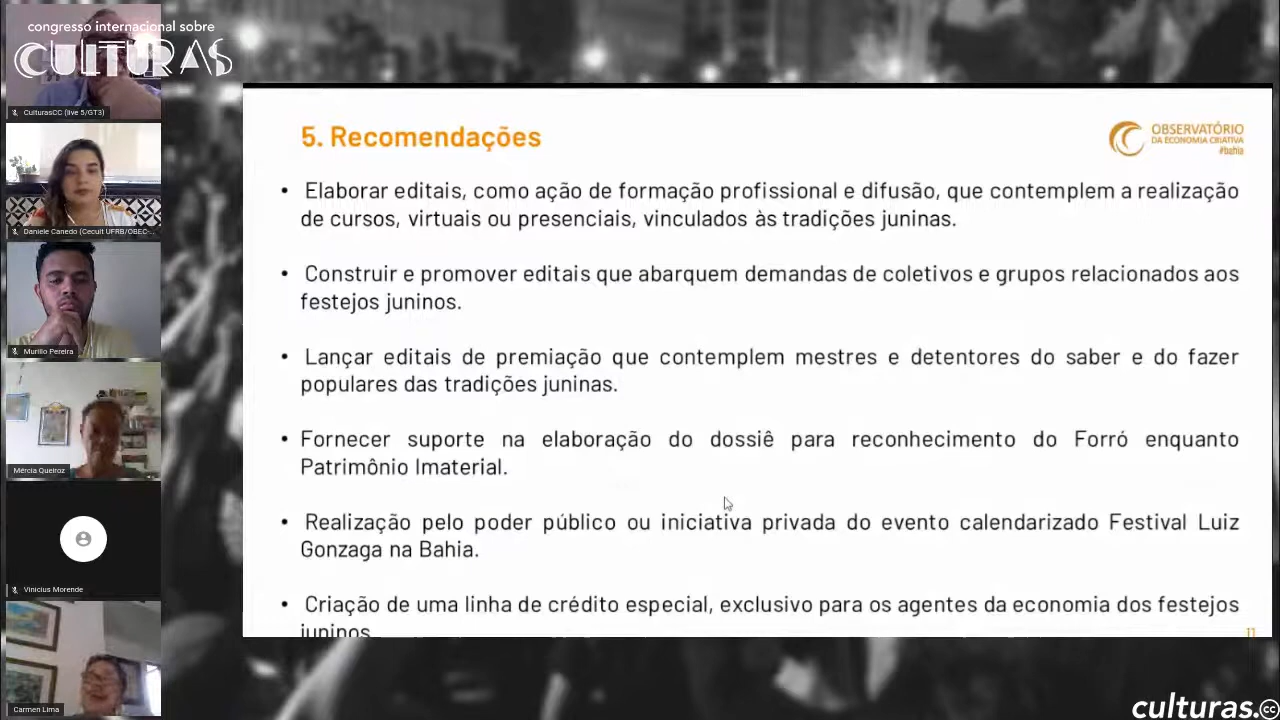 congresso internacional sobre
CULTURAS
CulturasCC (live 5/GT3)
Daniele Canedo (Cecult UFRB/OBEC-...
Murillo Pereira
Mércia Queiroz
Vinicius Morende
Carmen Lima
5. Recomendações
OBSERVATÓRIO
DA ECONOMIA CRIATIVA
#bahia
• Elaborar editais, como ação de formação profissional e difusão, que contemplem a realização
de cursos, virtuais ou presenciais, vinculados às tradições juninas.
• Construir e promover editais que abarquem demandas de coletivos e grupos relacionados aos
festejos juninos.
• Lançar editais de premiação que contemplem mestres e detentores do saber e do fazer
populares das tradições juninas.
• Fornecer suporte na elaboração do dossiê para reconhecimento do Forró enquanto
Patrimônio Imaterial.
• Realização pelo poder público ou iniciativa privada do evento calendarizado Festival Luiz
Gonzaga na Bahia.
• Criação de uma linha de crédito especial, exclusivo para os agentes da economia dos festejos
juninos.
11
culturas.cc